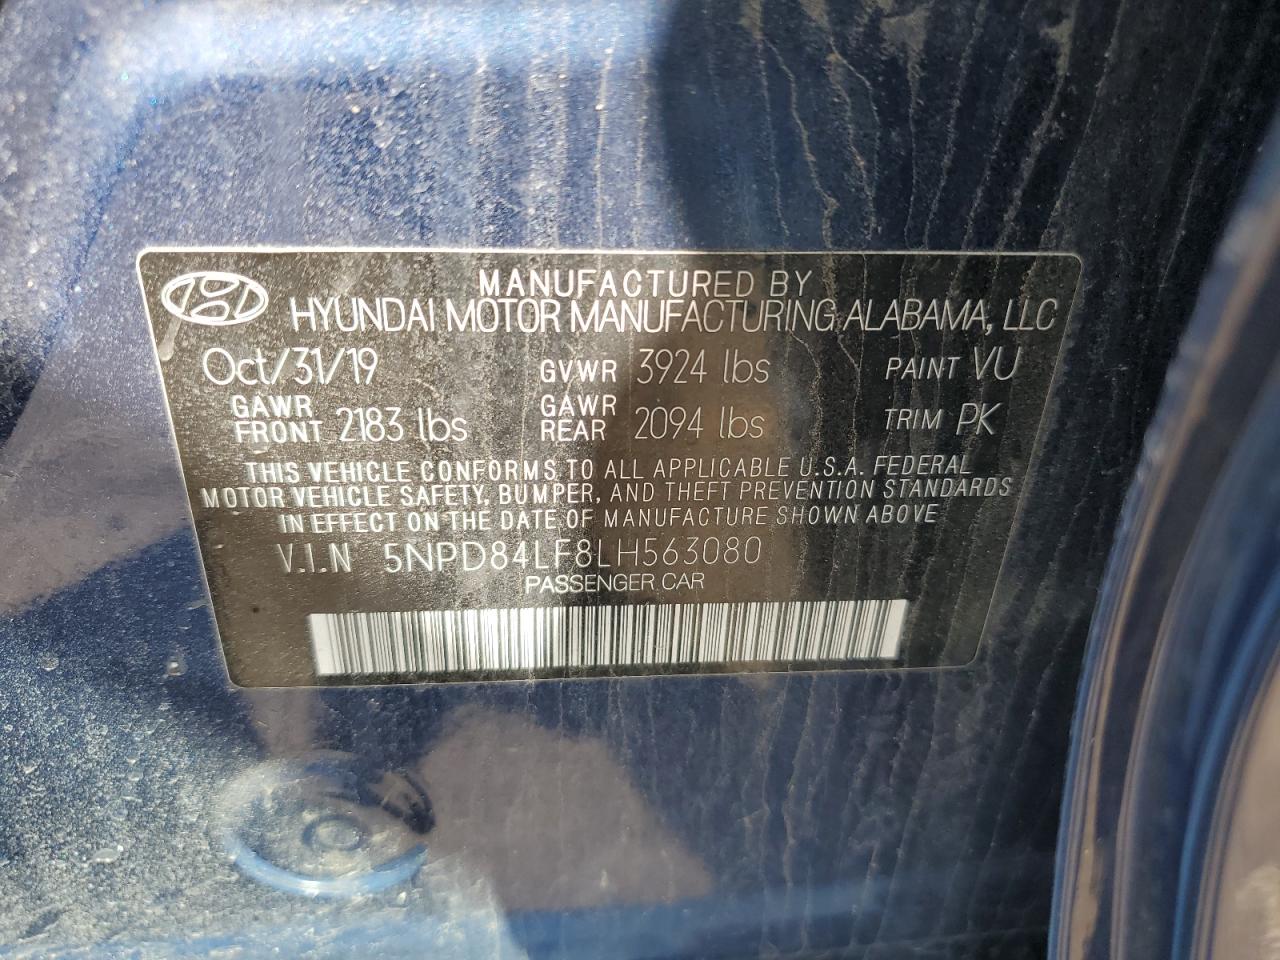 MANUFACTURED BY
HYUNDAI MOTOR MANUFACTURING ALABAMA, LLC
Oct/31/19 GVWR 3924 lbs PAINT VU
GAWR FRONT 2183 lbs GAWR REAR 2094 lbs TRIM PK
THIS VEHICLE CONFORMS TO ALL APPLICABLE U.S.A. FEDERAL
MOTOR VEHICLE SAFETY, BUMPER, AND THEFT PREVENTION STANDARDS
IN EFFECT ON THE DATE OF MANUFACTURE SHOWN ABOVE
V.I.N 5NPD84LF8LH563080
PASSENGER CAR